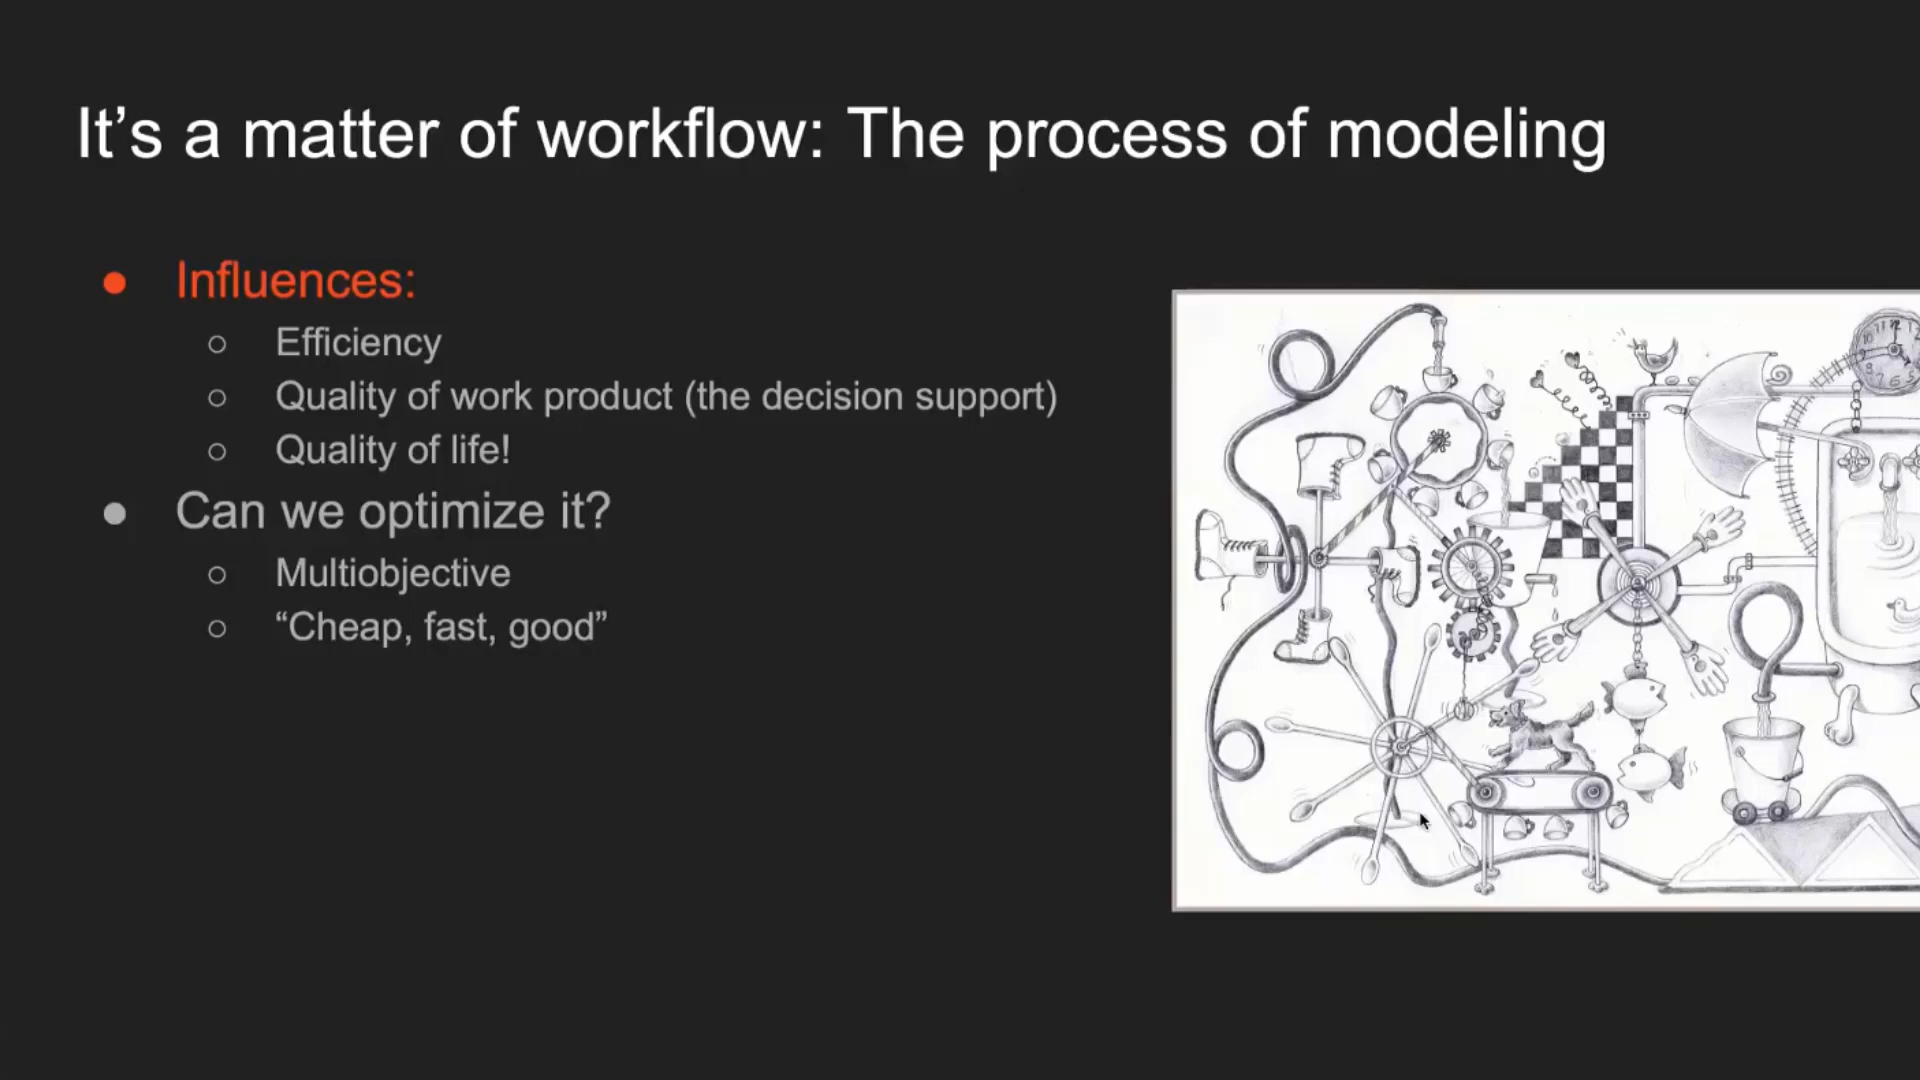 It’s a matter of workflow: The process of modeling
● Influences:
○ Efficiency
○ Quality of work product (the decision support)
○ Quality of life!
● Can we optimize it?
○ Multiobjective
○ “Cheap, fast, good”